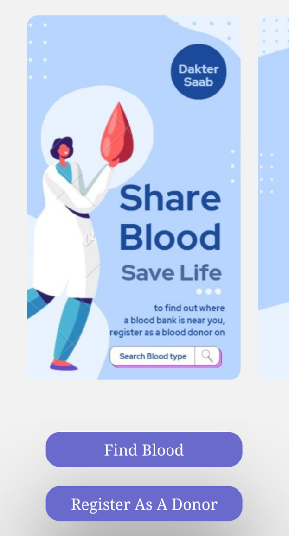 Dakter
Saab
Share
Blood
Save Life
to find out where
a blood bank is near you,
register as a blood donor on
Search Blood type
Find Blood
Register As A Donor